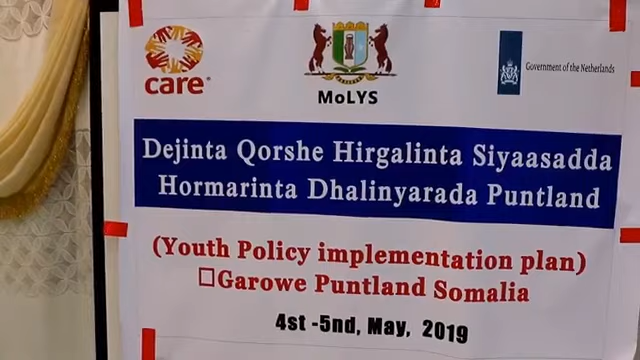 care®
MoLYS
Government of the Netherlands
Dejinta Qorshe Hirgalinta Siyaasadda
Hormarinta Dhalinyarada Puntland
(Youth Policy implementation plan)
□Garowe Puntland Somalia
4st -5nd, May, 2019